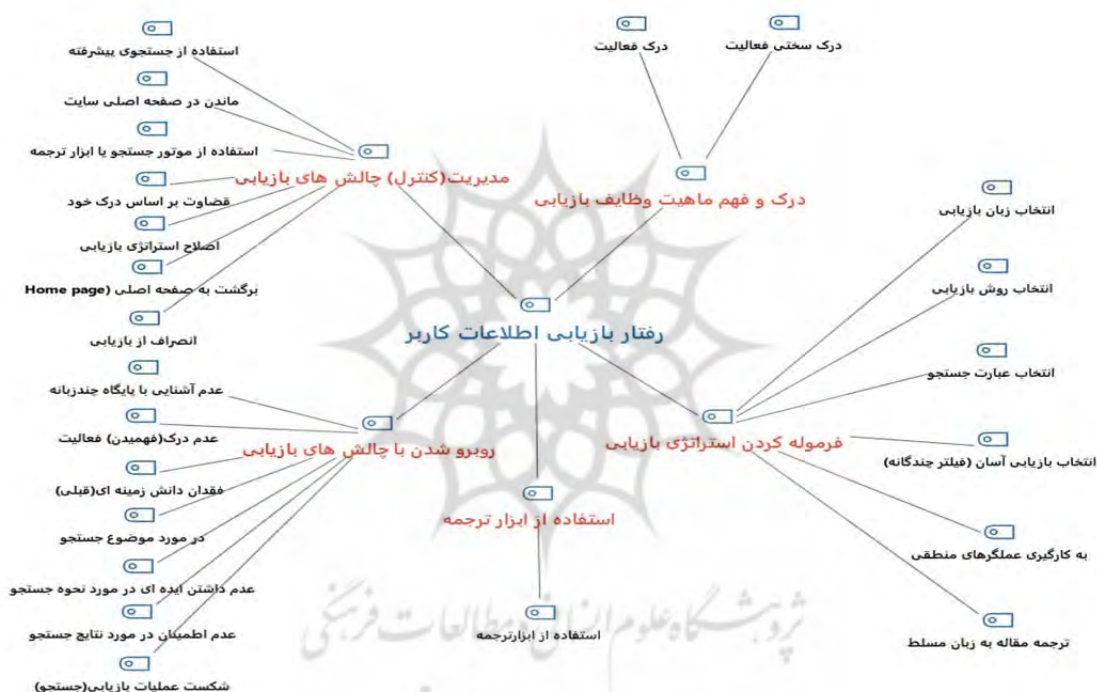 درک سختی فعالیت
درک فعالیت
درک و فهم ماهیت وظایف بازیابی
استفاده از جستجوی پیشرفته
ماندن در صفحه اصلی سایت
استفاده از موتور جستجو یا ابزار ترجمه
مدیریت(کنترل) چالش های بازیابی
قضاوت بر اساس درک خود
اصلاح استراتژی بازیابی
برگشت به صفحه اصلی (Home page
انصراف از بازیابی
رفتار بازیابی اطلاعات کاربر
انتخاب زبان بازیابی
انتخاب روش بازیابی
انتخاب عبارت جستجو
فرموله کردن استراتژی بازیابی
انتخاب بازیابی آسان (فیلتر چندگانه)
به کارگیری عملگرهای منطقی
ترجمه مقاله به زبان مسلط
عدم آشنایی با پایگاه چندزبانه
عدم درک(فهمیدن) فعالیت
روبرو شدن با چالش های بازیابی
فقدان دانش زمینه ای(قبلی)
در مورد موضوع جستجو
عدم داشتن ایده ای در مورد نحوه جستجو
عدم اطمینان در مورد نتایج جستجو
شکست عملیات بازیابی(جستجو)
استفاده از ابزار ترجمه
استفاده از ابزارترجمه
پژوهشگاه علوم انسانی و مطالعات فرهنگی